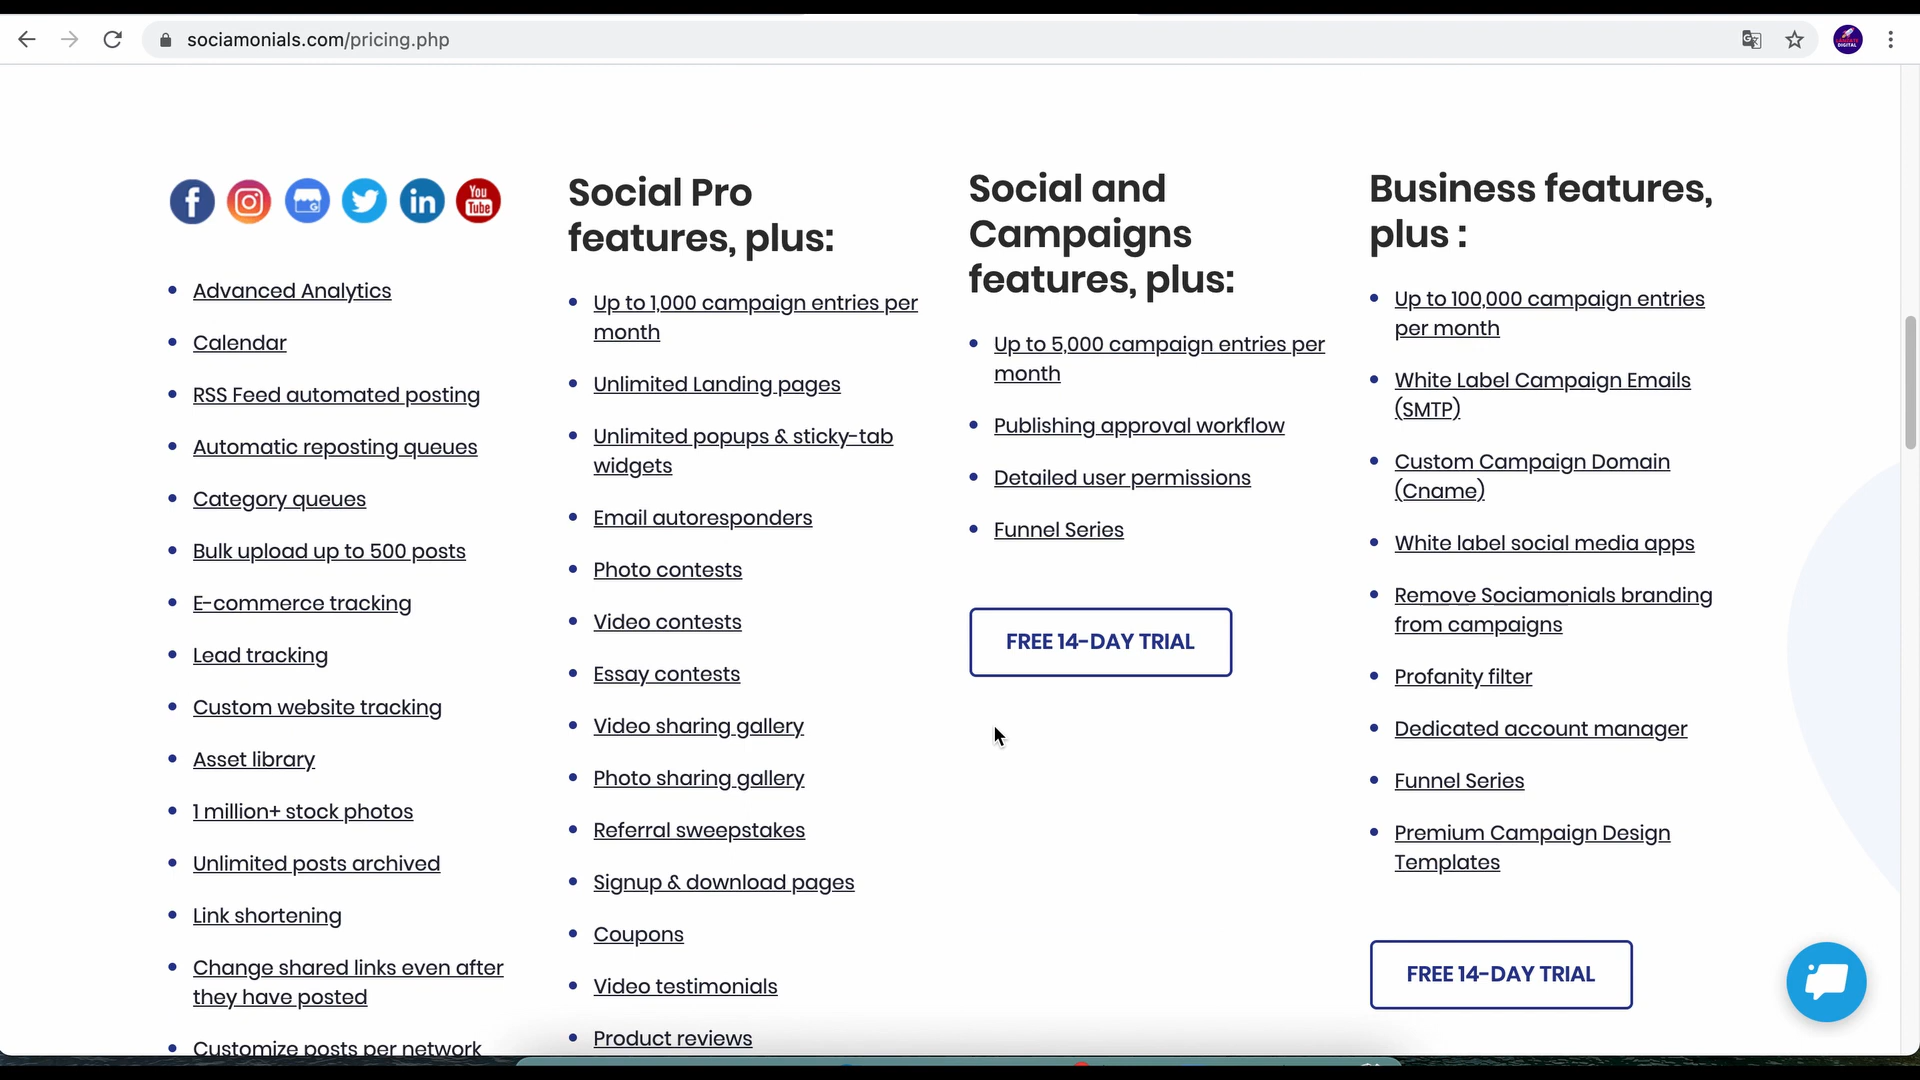 sociamonials.com/pricing.php
You
Tube
Advanced Analytics
Calendar
RSS Feed automated posting
Automatic reposting queues
Category queues
Bulk upload up to 500 posts
E-commerce tracking
Lead tracking
Custom website tracking
Asset library
1 million+ stock photos
Unlimited posts archived
Link shortening
Change shared links even after
they have posted
Customize posts per network
Social Pro
features, plus:
Up to 1,000 campaign entries per
month
Unlimited Landing pages
Unlimited popups & sticky-tab
widgets
Email autoresponders
Photo contests
Video contests
Essay contests
Video sharing gallery
Photo sharing gallery
Referral sweepstakes
Signup & download pages
Coupons
Video testimonials
Product reviews
Social and
Campaigns
features, plus:
Up to 5,000 campaign entries per
month
Publishing approval workflow
Detailed user permissions
Funnel Series
FREE 14-DAY TRIAL
Business features,
plus :
Up to 100,000 campaign entries
per month
White Label Campaign Emails
(SMTP)
Custom Campaign Domain
(Cname)
White label social media apps
Remove Sociamonials branding
from campaigns
Profanity filter
Dedicated account manager
Funnel Series
Premium Campaign Design
Templates
FREE 14-DAY TRIAL